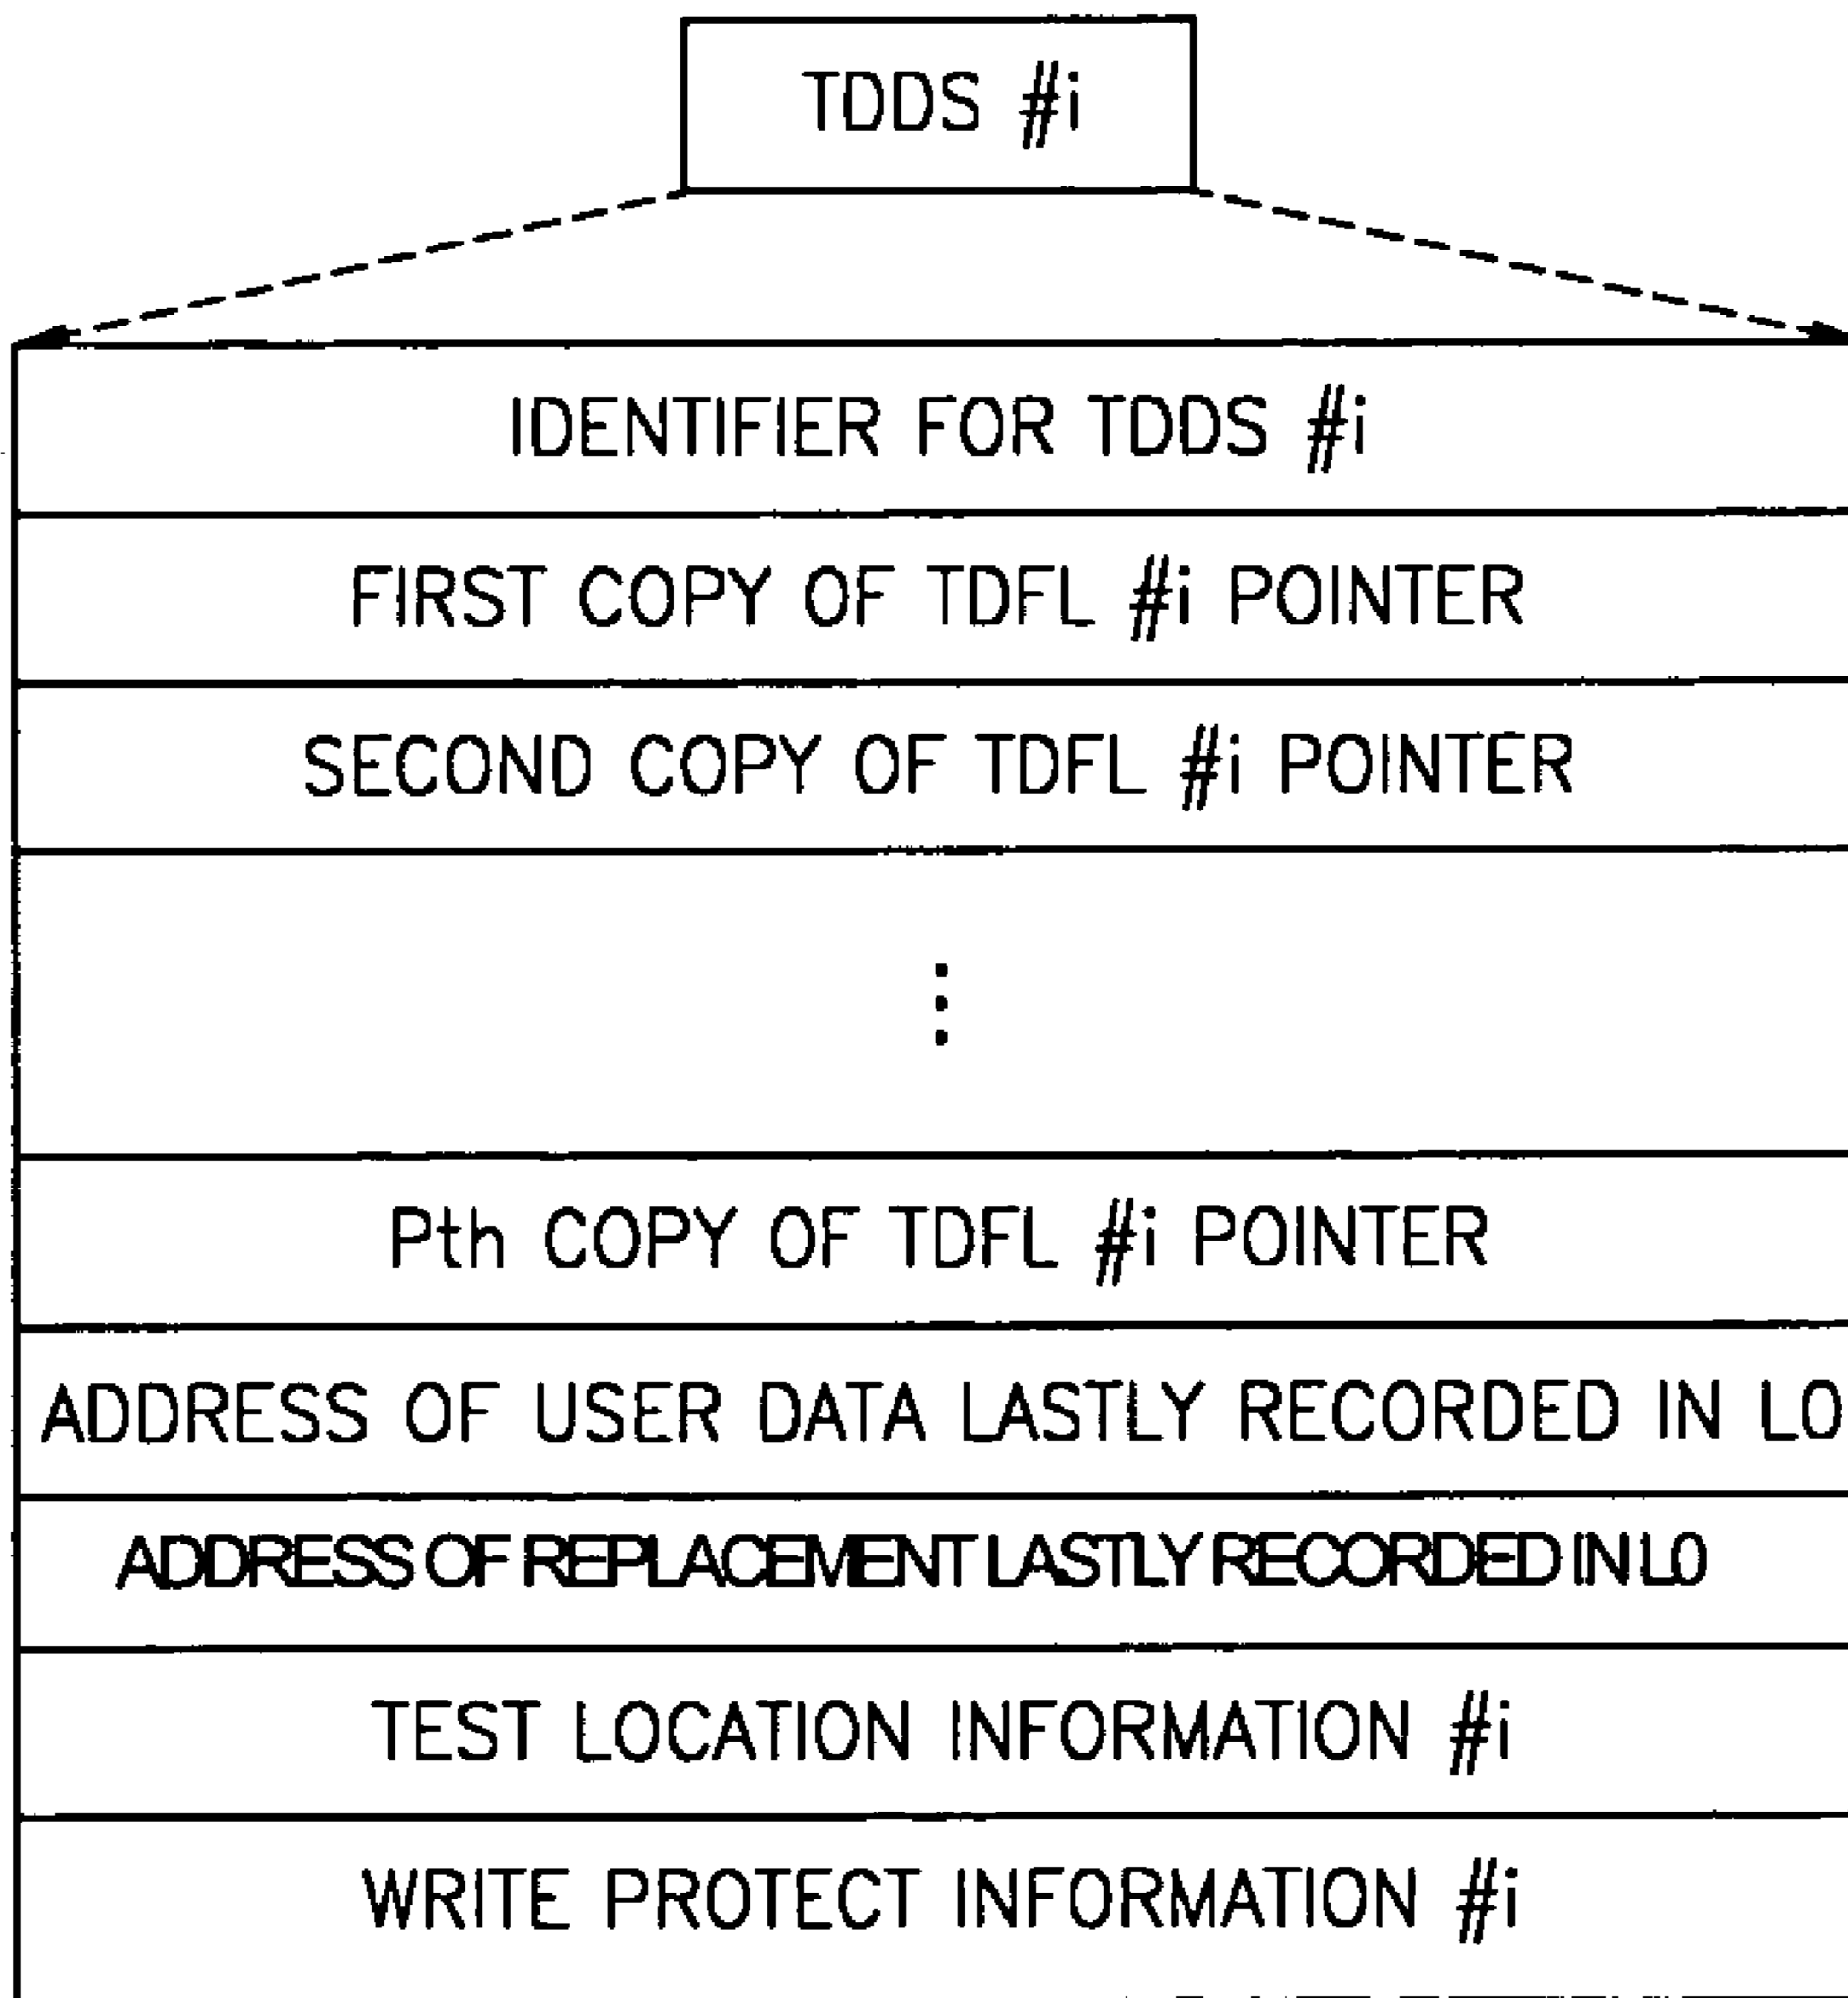 TDDS #i
IDENTIFIER FOR TDDS #i
FIRST COPY OF TDFL #i POINTER
SECOND COPY OF TDFL #i POINTER
⋮
Pth COPY OF TDFL #i POINTER
ADDRESS OF USER DATA LASTLY RECORDED IN L0
ADDRESS OF REPLACEMENT LASTLY RECORDED IN L0
TEST LOCATION INFORMATION #i
WRITE PROTECT INFORMATION #i